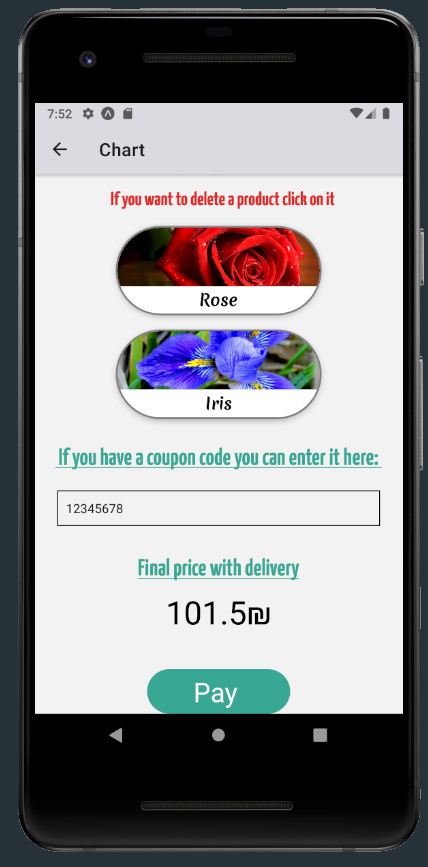 7:52
Chart
If you want to delete a product click on it
Rose
Iris
If you have a coupon code you can enter it here:
12345678
Final price with delivery
101.5₪
Pay